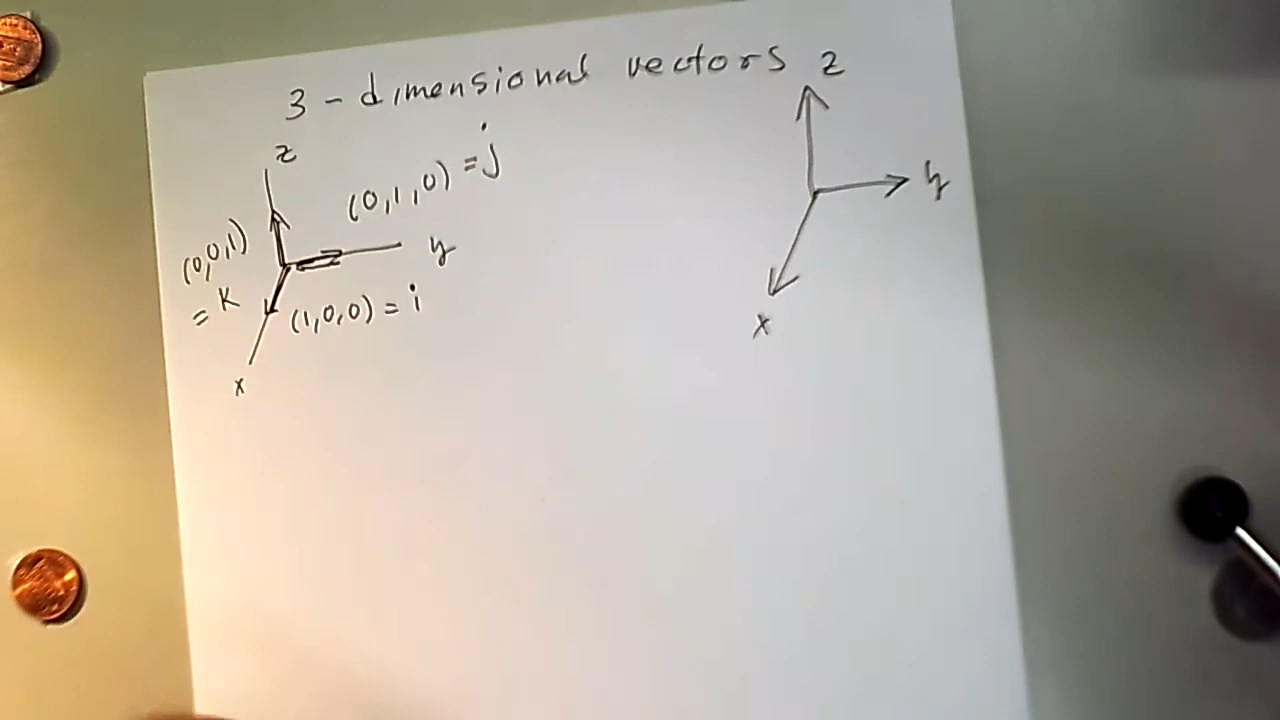 3-dimensional vectors
z
(0,1,0) = j
y
(0,0,1)
= k
(1,0,0) = i
x
z
y
x